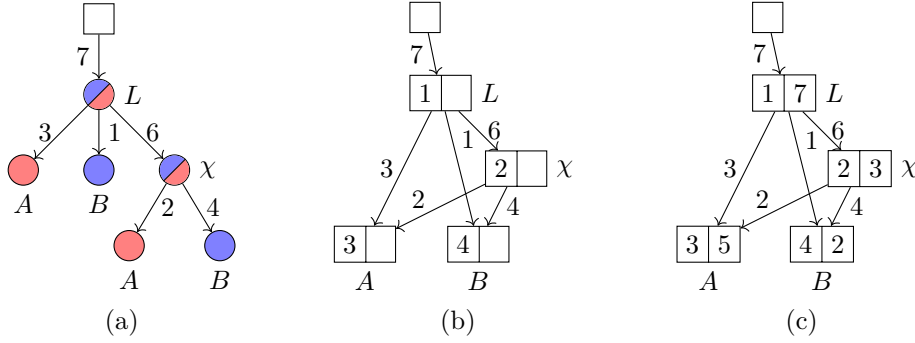 7
L
3 1 6
χ
A B
2 4
A B
(a)
7
1 L
1 6
3 2 χ
2 4
3 4
A B
(b)
7
1 7 L
1 6
3 2 3 χ
2 4
3 5 4 2
A B
(c)